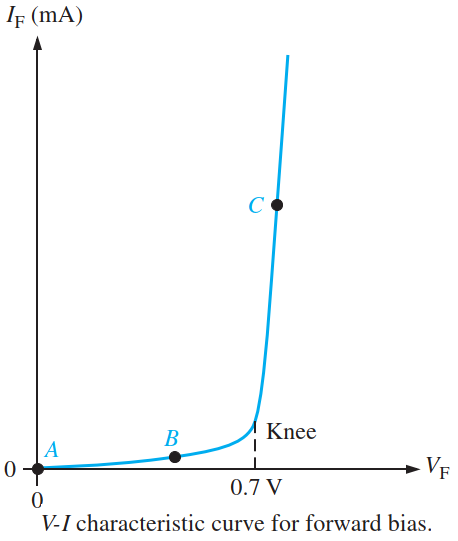 I_F (mA)
C
Knee
B
A
0
V_F
0.7 V
0
V-I characteristic curve for forward bias.